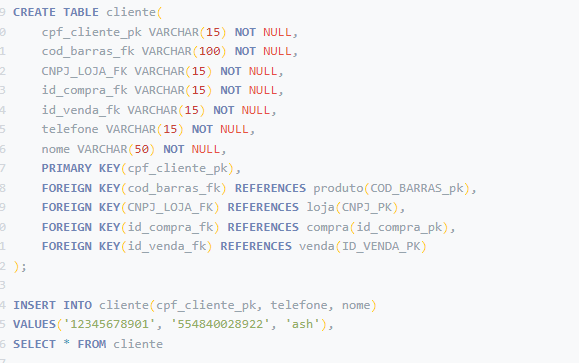 9 CREATE TABLE cliente(
0 cpf_cliente_pk VARCHAR(15) NOT NULL,
1 cod_barras_fk VARCHAR(100) NOT NULL,
2 CNPJ_LOJA_FK VARCHAR(15) NOT NULL,
3 id_compra_fk VARCHAR(15) NOT NULL,
4 id_venda_fk VARCHAR(15) NOT NULL,
5 telefone VARCHAR(15) NOT NULL,
6 nome VARCHAR(50) NOT NULL,
7 PRIMARY KEY(cpf_cliente_pk),
8 FOREIGN KEY(cod_barras_fk) REFERENCES produto(COD_BARRAS_pk),
9 FOREIGN KEY(CNPJ_LOJA_FK) REFERENCES loja(CNPJ_PK),
0 FOREIGN KEY(id_compra_fk) REFERENCES compra(id_compra_pk),
1 FOREIGN KEY(id_venda_fk) REFERENCES venda(ID_VENDA_PK)
2 );
3
4 INSERT INTO cliente(cpf_cliente_pk, telefone, nome)
5 VALUES('12345678901', '554840028922', 'ash'),
6 SELECT * FROM cliente